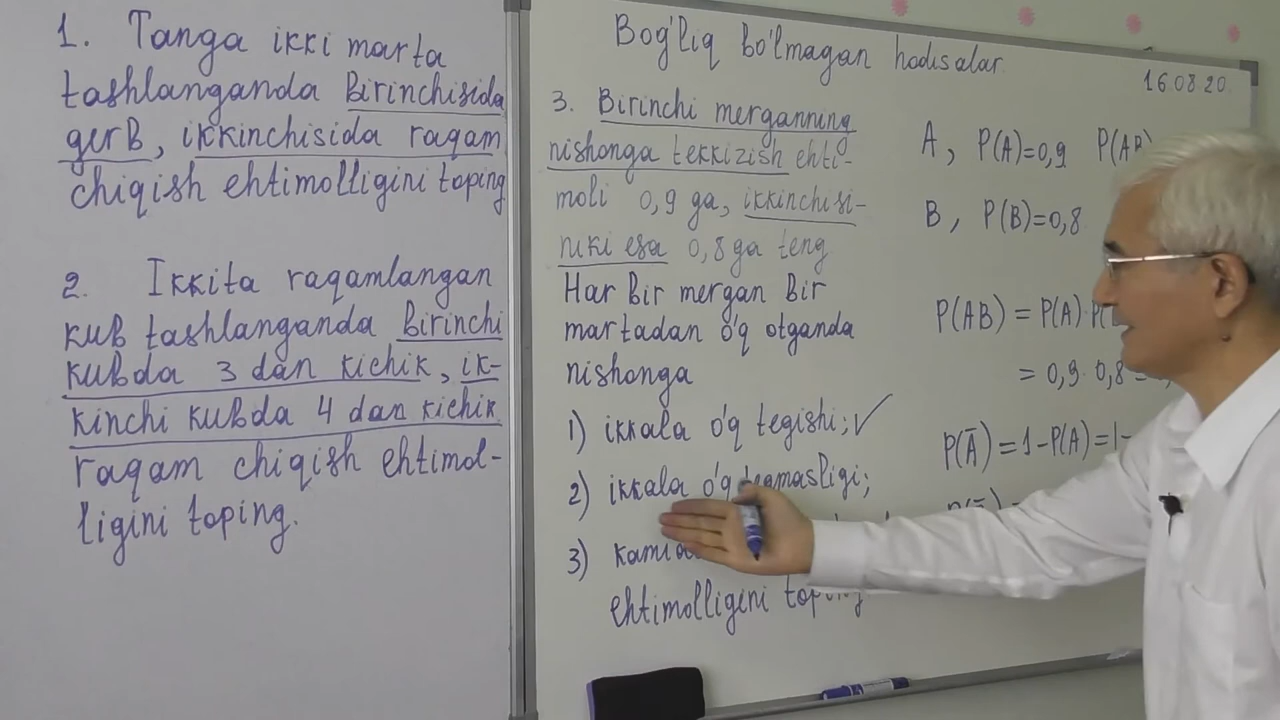 1. Tanga ikki marta
tashlanganda birinchisida
gerb, ikkinchisida raqam
chiqish ehtimolligini toping
2. Ikkita raqamlangan
kub tashlanganda birinchi
kubda 3 dan kichik, ik-
kinchi kubda 4 dan kichik
raqam chiqish ehtimol-
ligini toping.
Bog'liq bo'lmagan hodisalar.
16.08.20.
3. Birinchi merganning
nishonga tekkizish ehti-
moli 0,9 ga, ikkinchisi-
niki esa 0,8 ga teng
Har bir mergan bir
martadan o'q otganda
nishonga
1) ikkala o'q tegishi; ✓
2) ikkala o'q tegmasligi;
3)
ehtimolligini toping
A, P(A)=0,9 P(AB)
B, P(B)=0,8
P(AB) = P(A)·
= 0,9·0,8 =
P(Ā)=1-P(A)=1-